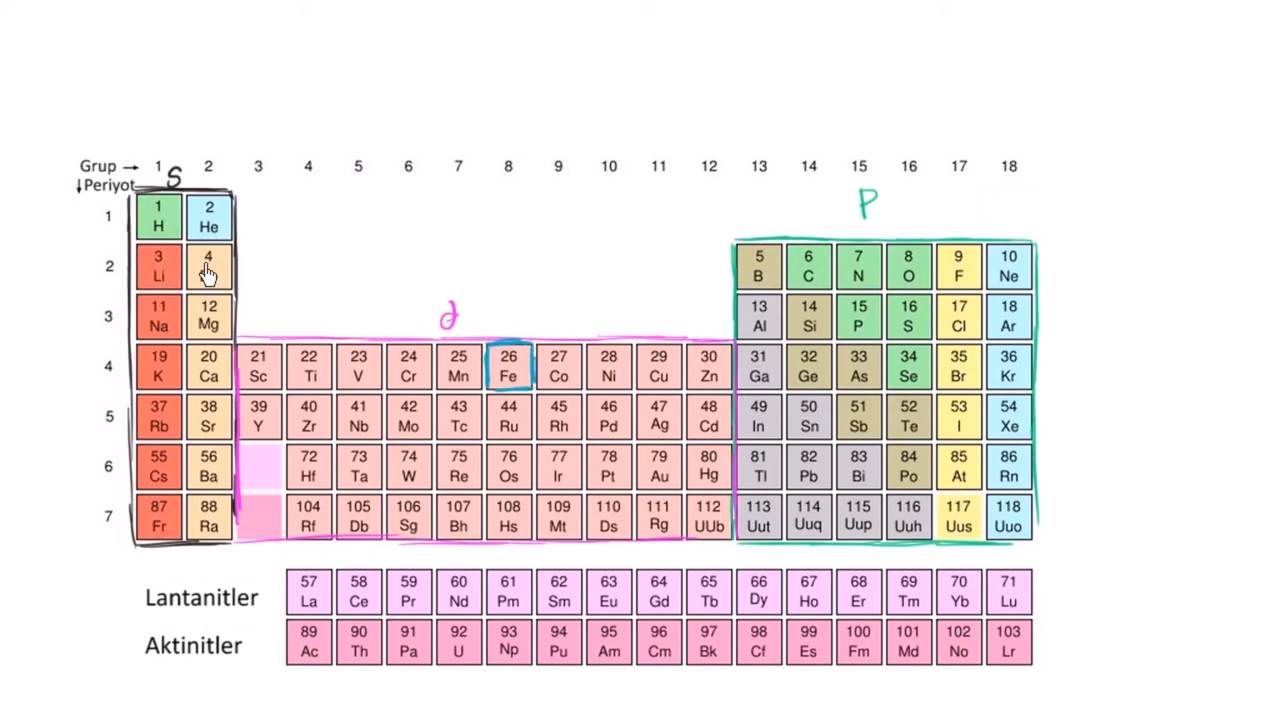 Grup → 1 2 3 4 5 6 7 8 9 10 11 12 13 14 15 16 17 18
S
↓Periyot
P
1 1 2
H He
2 3 4 5 6 7 8 9 10
Li B C N O F Ne
3 11 12 13 14 15 16 17 18
Na Mg Al Si P S Cl Ar
d
4 19 20 21 22 23 24 25 26 27 28 29 30 31 32 33 34 35 36
K Ca Sc Ti V Cr Mn Fe Co Ni Cu Zn Ga Ge As Se Br Kr
5 37 38 39 40 41 42 43 44 45 46 47 48 49 50 51 52 53 54
Rb Sr Y Zr Nb Mo Tc Ru Rh Pd Ag Cd In Sn Sb Te I Xe
6 55 56 72 73 74 75 76 77 78 79 80 81 82 83 84 85 86
Cs Ba Hf Ta W Re Os Ir Pt Au Hg Tl Pb Bi Po At Rn
7 87 88 104 105 106 107 108 109 110 111 112 113 114 115 116 117 118
Fr Ra Rf Db Sg Bh Hs Mt Ds Rg UUb Uut Uuq Uup Uuh Uus Uuo
Lantanitler
57 58 59 60 61 62 63 64 65 66 67 68 69 70 71
La Ce Pr Nd Pm Sm Eu Gd Tb Dy Ho Er Tm Yb Lu
Aktinitler
89 90 91 92 93 94 95 96 97 98 99 100 101 102 103
Ac Th Pa U Np Pu Am Cm Bk Cf Es Fm Md No Lr